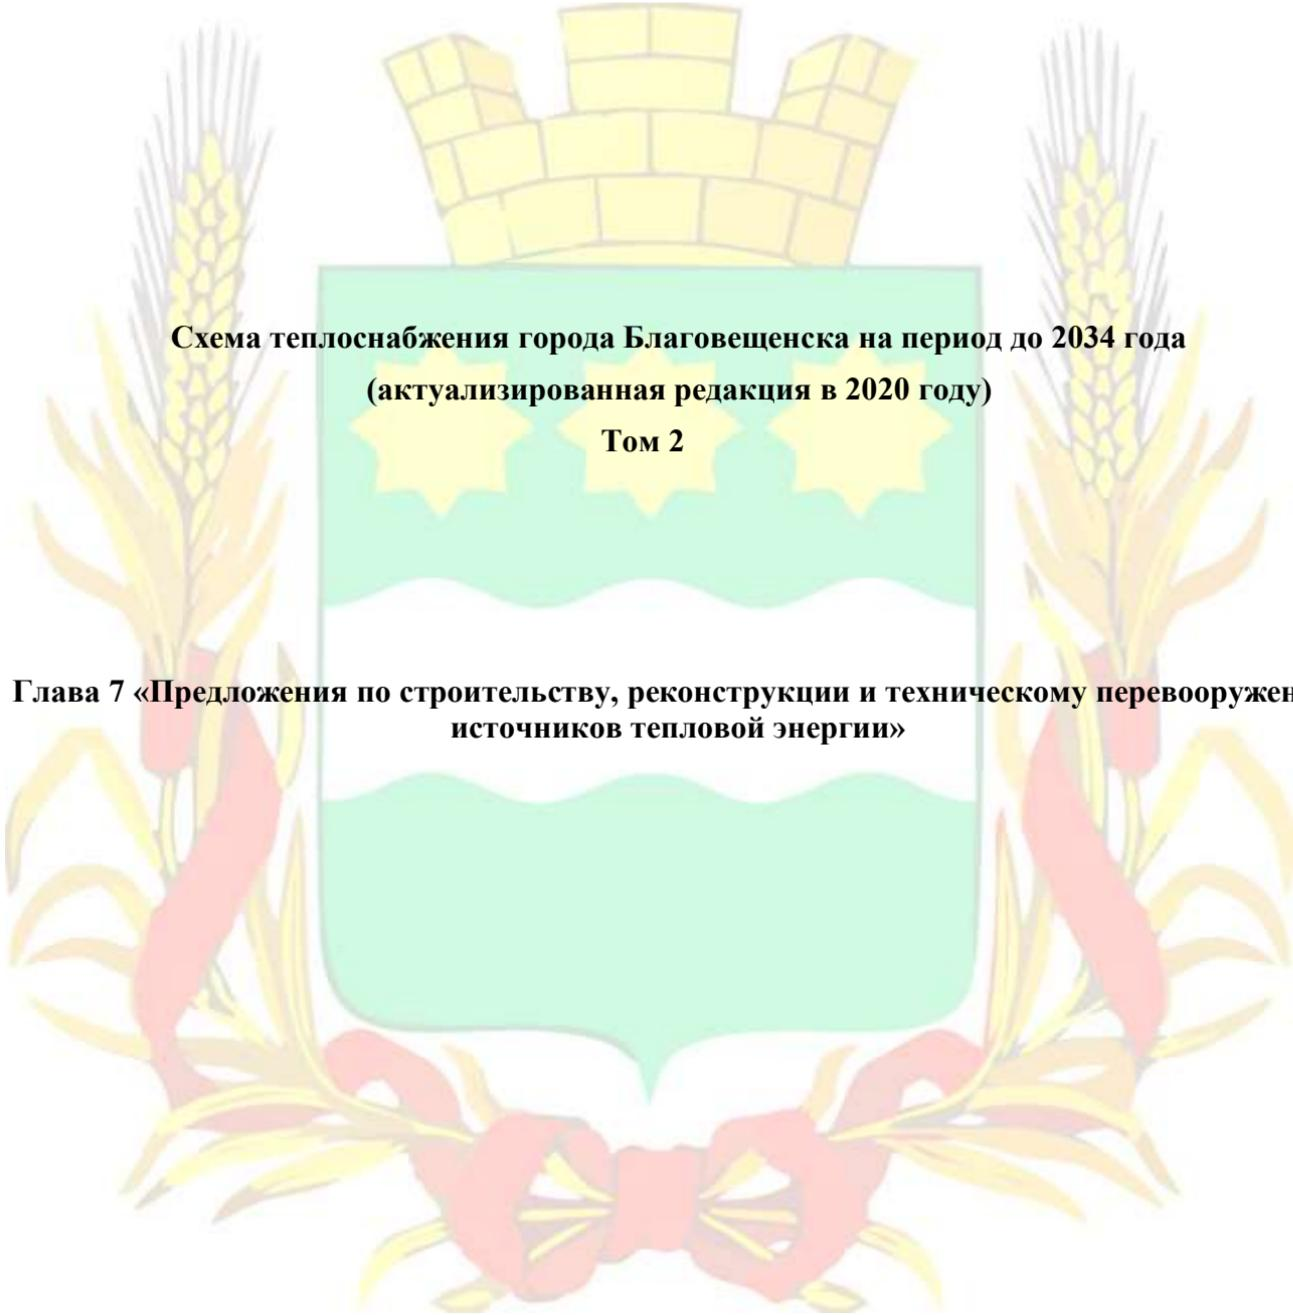 Схема теплоснабжения города Благовещенска на период до 2034 года
(актуализированная редакция в 2020 году)
Том 2
Глава 7 «Предложения по строительству, реконструкции и техническому перевооружен
источников тепловой энергии»